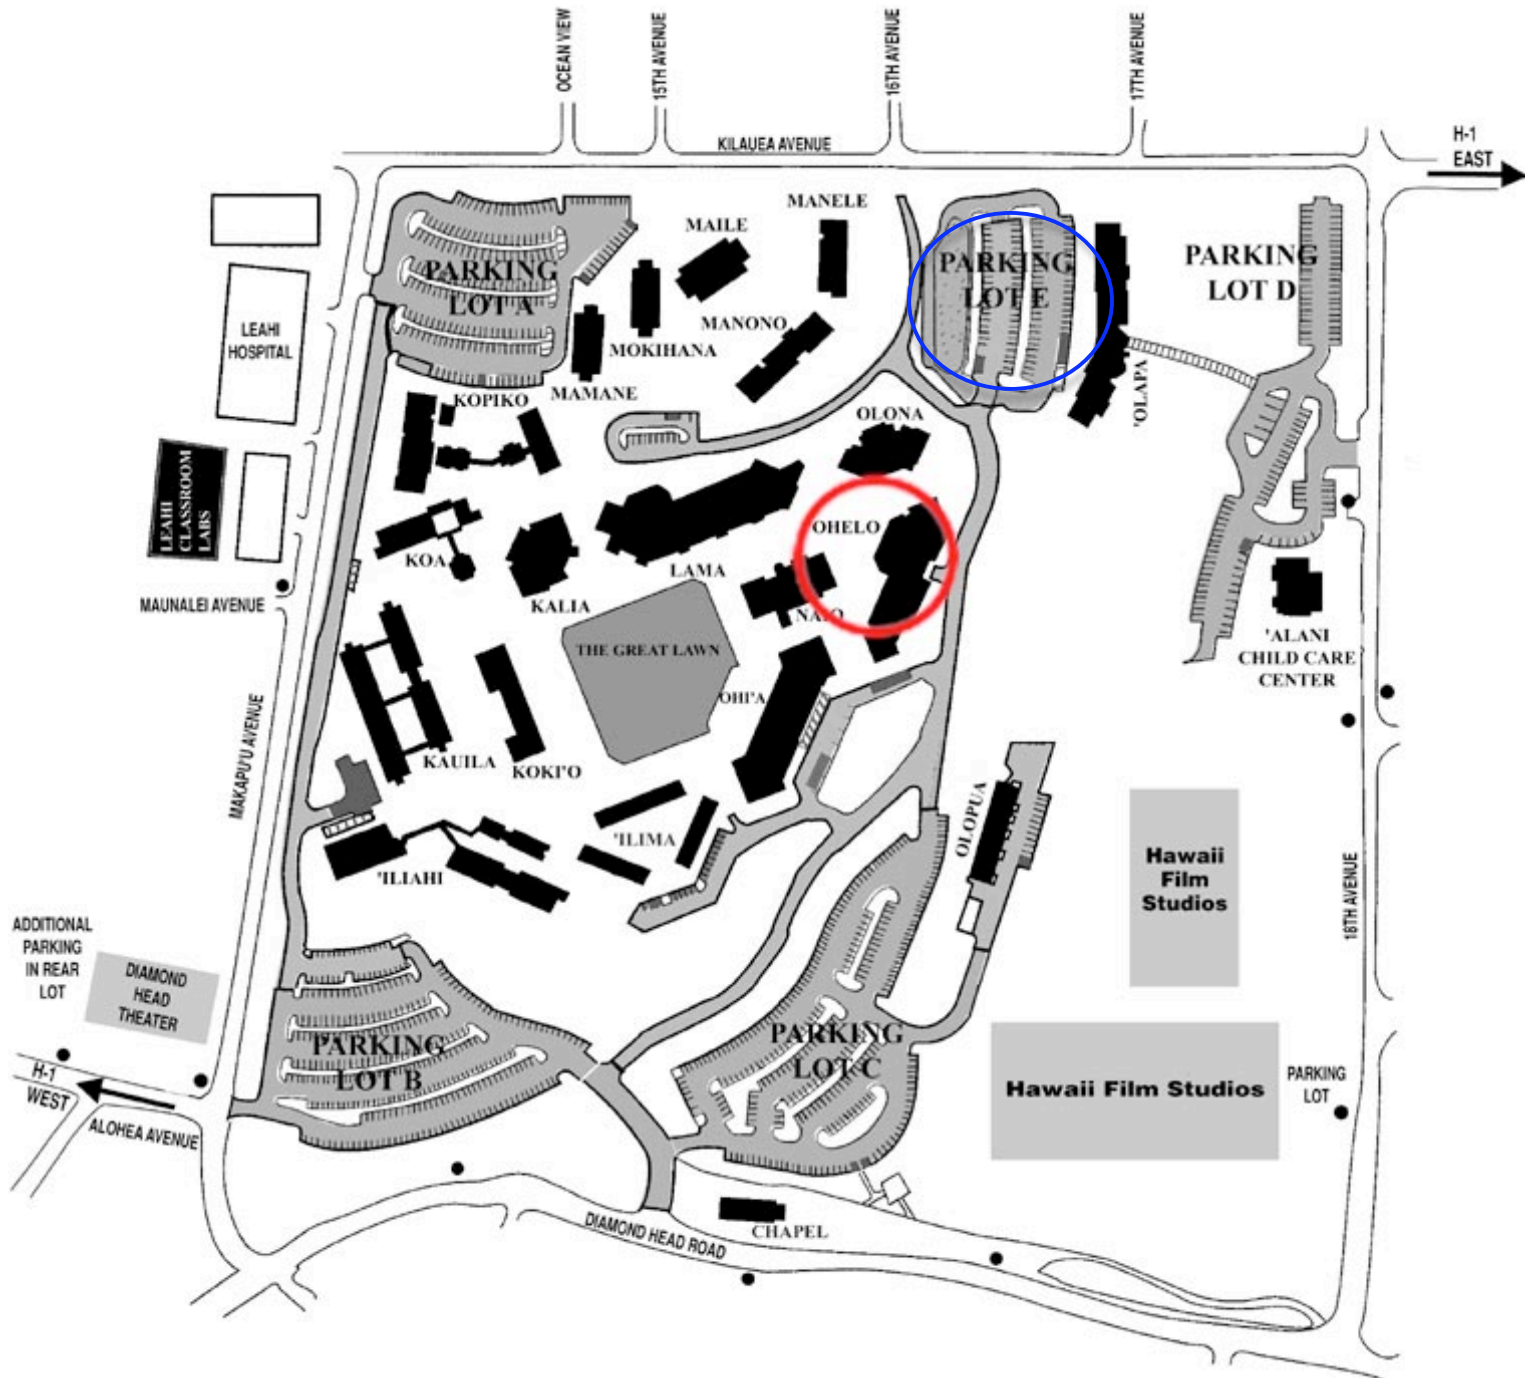 OCEAN VIEW
15TH AVENUE
16TH AVENUE
17TH AVENUE
KILAUEA AVENUE
H-1
EAST
MANELE
MAILE
PARKING
LOT A
PARKING
LOT E
PARKING
LOT D
LEAHI
HOSPITAL
MANONO
MOKIHANA
MAMANE
KOPIKO
'OLAPA
OLONA
LEAHI
CLASSROOM
LABS
OHELO
KOA
LAMA
KALIA
NAIO
MAUNALEI AVENUE
'ALANI
CHILD CARE
CENTER
THE GREAT LAWN
OHI'A
MAKAPU'U AVENUE
KAUILA
KOKI'O
'ILIMA
OLOPUA
'ILIAHI
Hawaii
Film
Studios
18TH AVENUE
ADDITIONAL
PARKING
IN REAR
LOT
DIAMOND
HEAD
THEATER
PARKING
LOT B
PARKING
LOT C
Hawaii Film Studios
PARKING
LOT
H-1
WEST
ALOHEA AVENUE
CHAPEL
DIAMOND HEAD ROAD